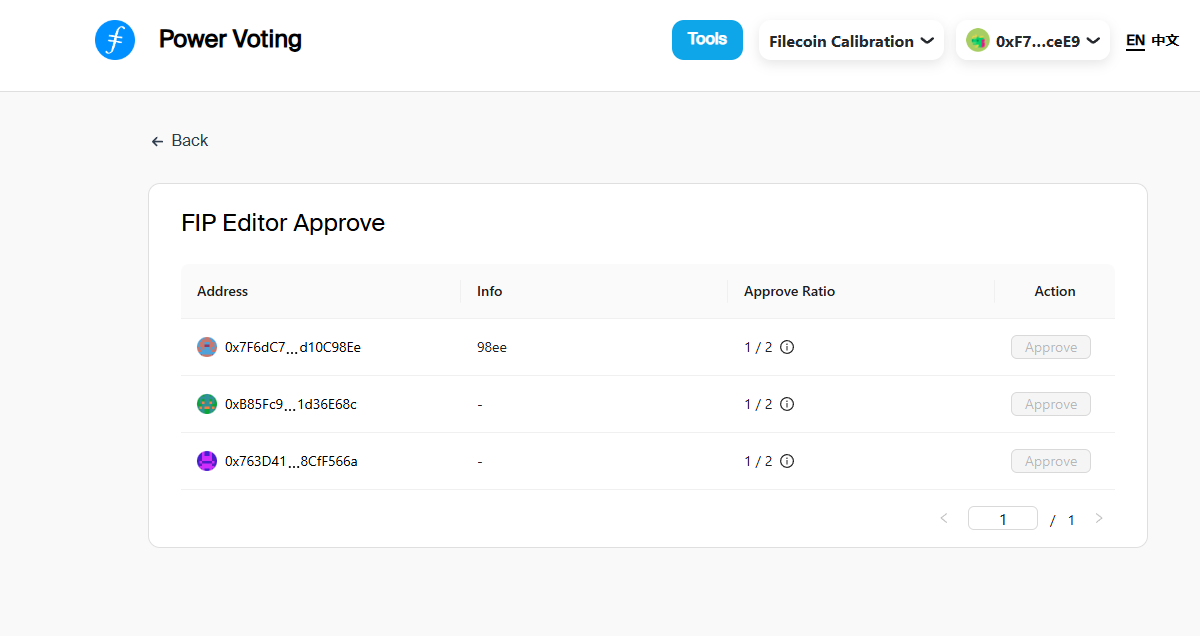 Power Voting
Tools
Filecoin Calibration
0xF7...ceE9
EN 中文
← Back
FIP Editor Approve
Address Info Approve Ratio Action
0x7F6dC7...d10C98Ee 98ee 1 / 2 Approve
0xB85Fc9...1d36E68c - 1 / 2 Approve
0x763D41...8CfF566a - 1 / 2 Approve
< 1 / 1 >